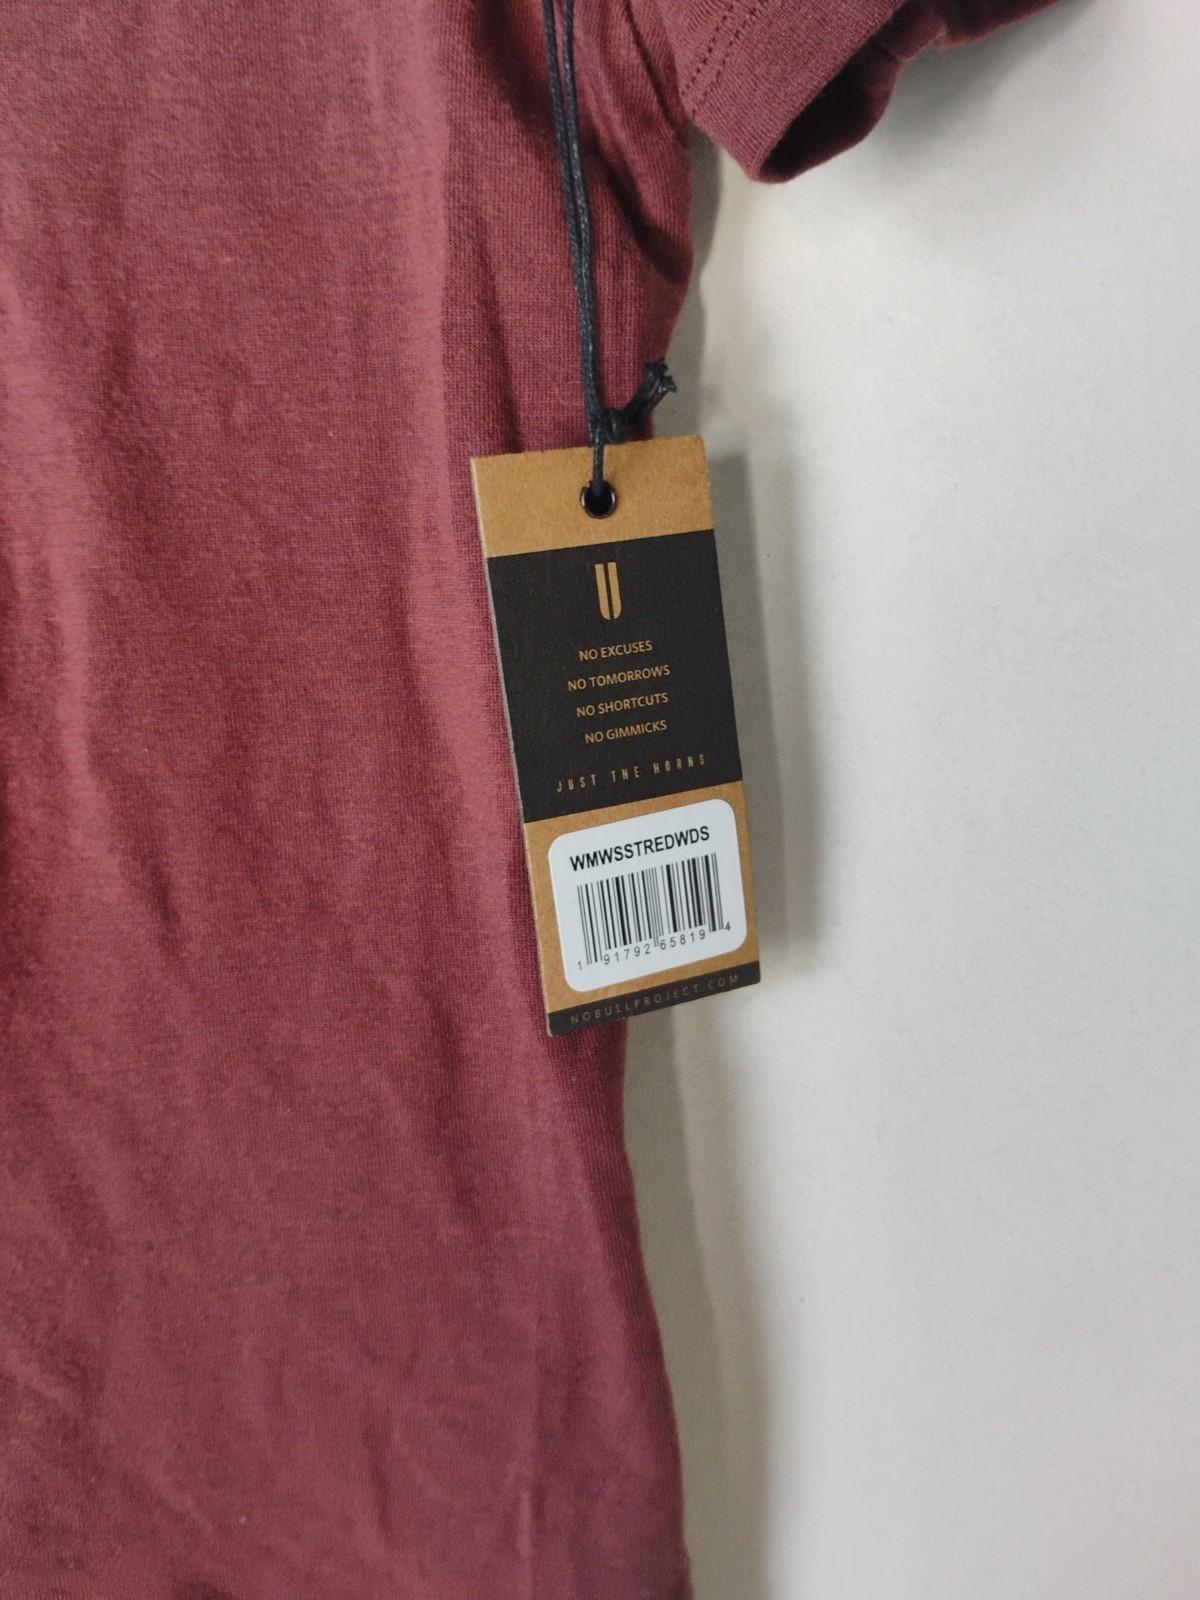 NO EXCUSES
NO TOMORROWS
NO SHORTCUTS
NO GIMMICKS
JUST THE HORNS
WMWSSTREDWDS
1 91792 65819 4
NOBULLPROJECT.COM